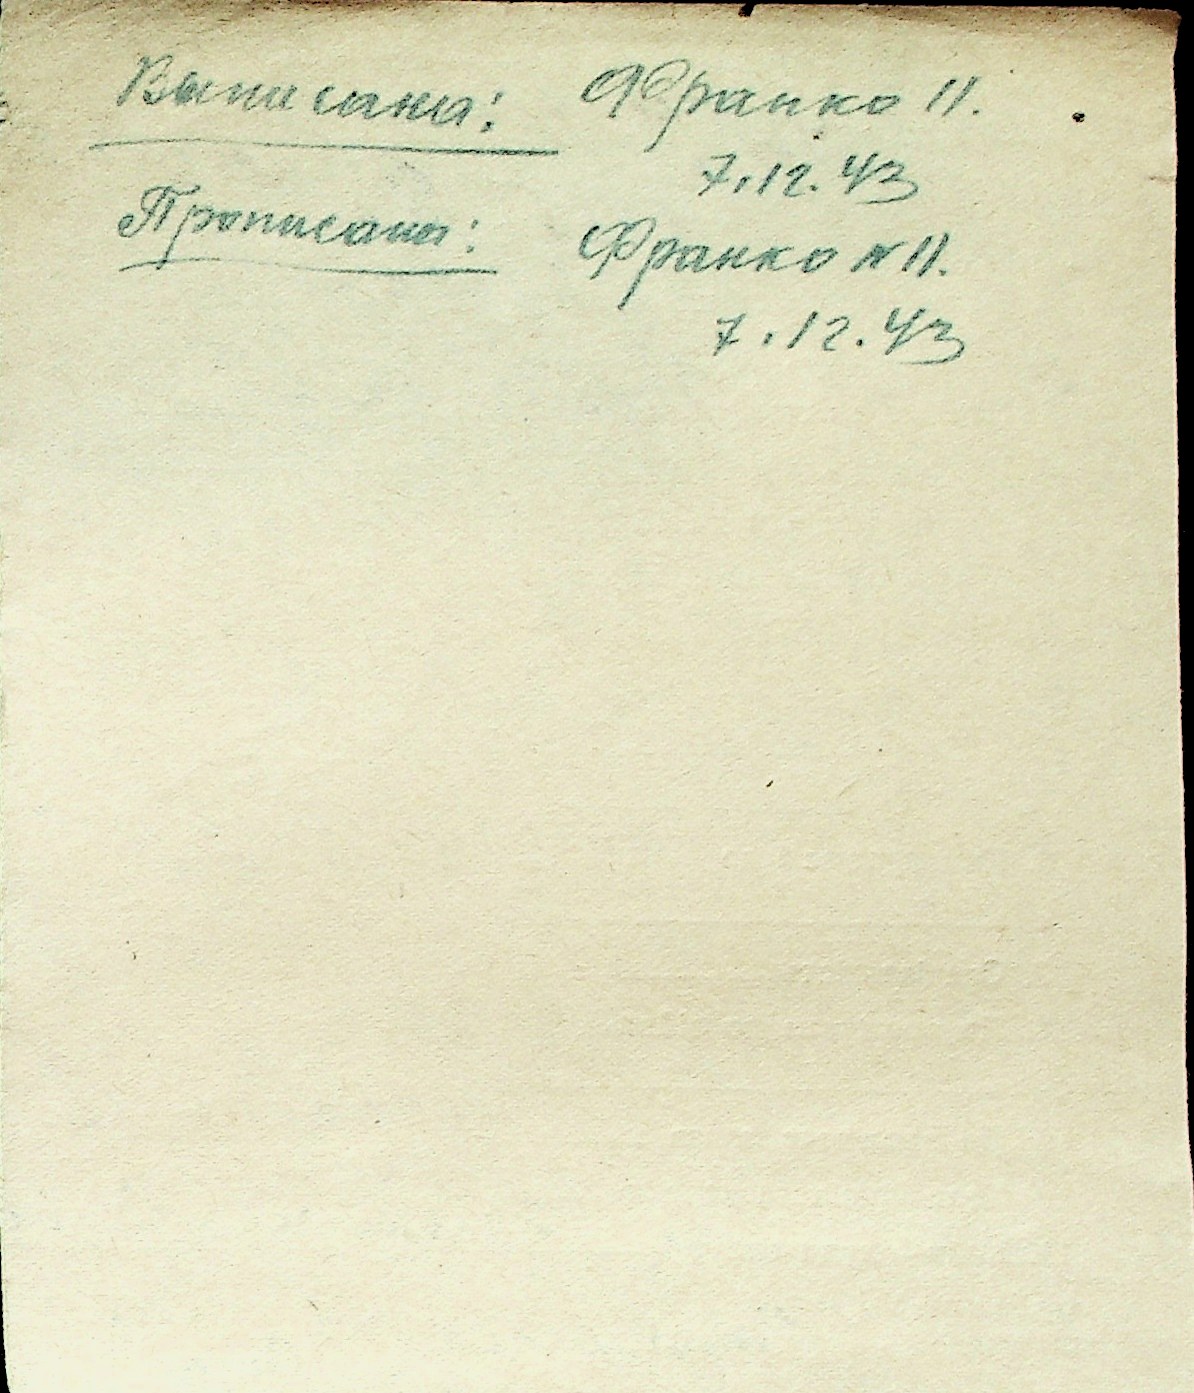 Выписана: Франко 11.
7.12.43
Прописана: Франко № 11.
7.12.43